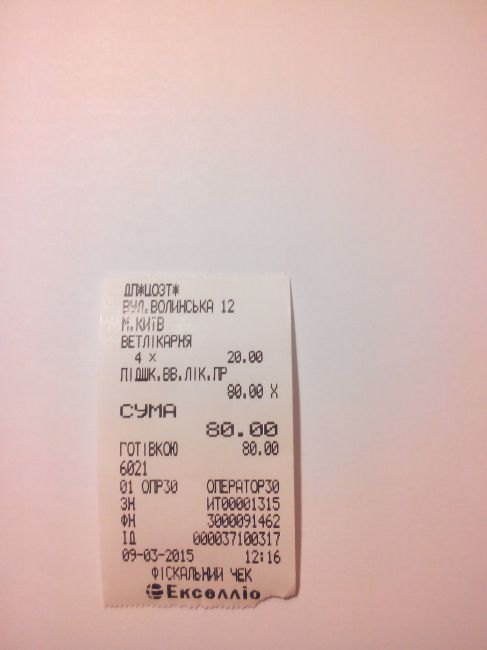 ДП*ЦОЗТ*
ВУЛ.ВОЛИНСЬКА 12
М.КИЇВ
ВЕТЛІКАРНЯ
4 X 20.00
ПІДШК.ВВ.ЛІК.ПР
80.00 X
СУМА
80.00
ГОТІВКОЮ 80.00
6021
01 ОПР30 ОПЕРАТОР30
ЗН ИТ00001315
ФН 3000091462
ІД 000037100317
09-03-2015 12:16
ФІСКАЛЬНИЙ ЧЕК
Екселліо